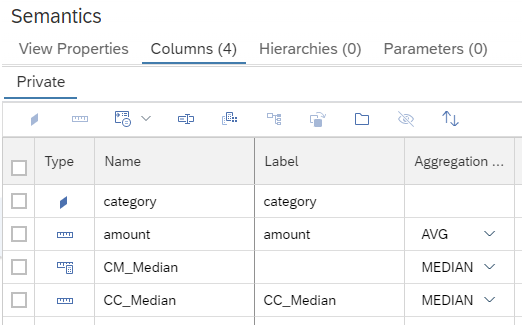 Semantics
View Properties Columns (4) Hierarchies (0) Parameters (0)
Private
Type Name Label Aggregation ...
category category
amount amount AVG
CM_Median MEDIAN
CC_Median CC_Median MEDIAN